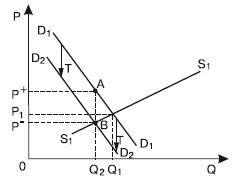 P
D₁
D₂
T
S₁
P⁺
A
P₁
P⁻
B
T
S₁
D₁
D₂
0
Q₂ Q₁
Q